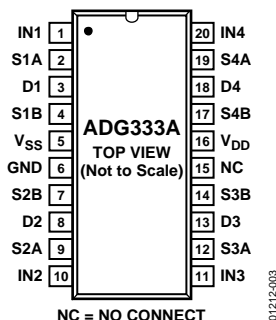 IN1 1 20 IN4
S1A 2 19 S4A
D1 3 18 D4
S1B 4 17 S4B
VSS 5 16 VDD
GND 6 15 NC
S2B 7 14 S3B
D2 8 13 D3
S2A 9 12 S3A
IN2 10 11 IN3
ADG333A
TOP VIEW
(Not to Scale)
NC = NO CONNECT
01212-003